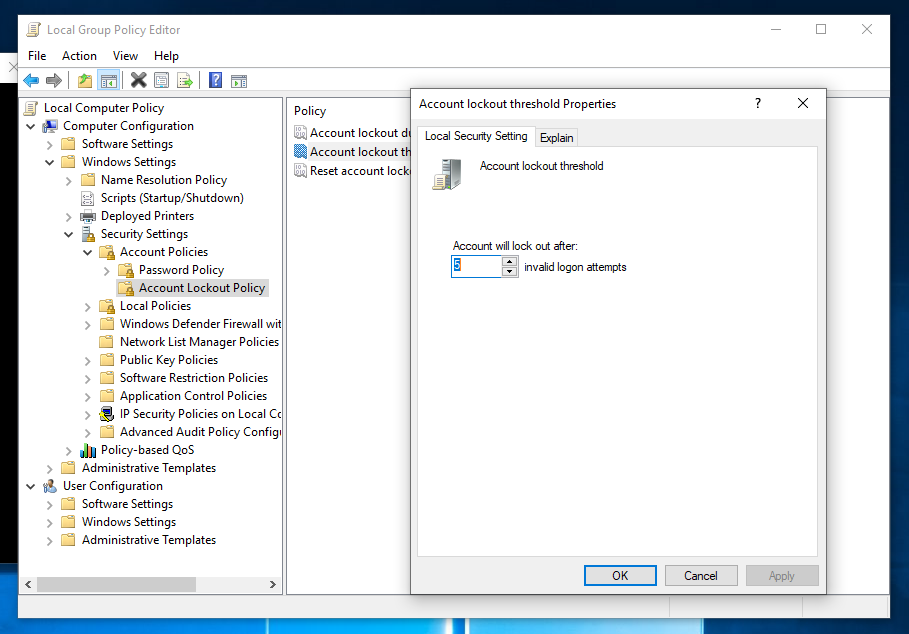 Local Group Policy Editor
File Action View Help
Local Computer Policy
Computer Configuration
Software Settings
Windows Settings
Name Resolution Policy
Scripts (Startup/Shutdown)
Deployed Printers
Security Settings
Account Policies
Password Policy
Account Lockout Policy
Local Policies
Windows Defender Firewall wit
Network List Manager Policies
Public Key Policies
Software Restriction Policies
Application Control Policies
IP Security Policies on Local Co
Advanced Audit Policy Configu
Policy-based QoS
Administrative Templates
User Configuration
Software Settings
Windows Settings
Administrative Templates
Policy
Account lockout du
Account lockout th
Reset account lock
Account lockout threshold Properties
Local Security Setting Explain
Account lockout threshold
Account will lock out after:
5 invalid logon attempts
OK Cancel Apply